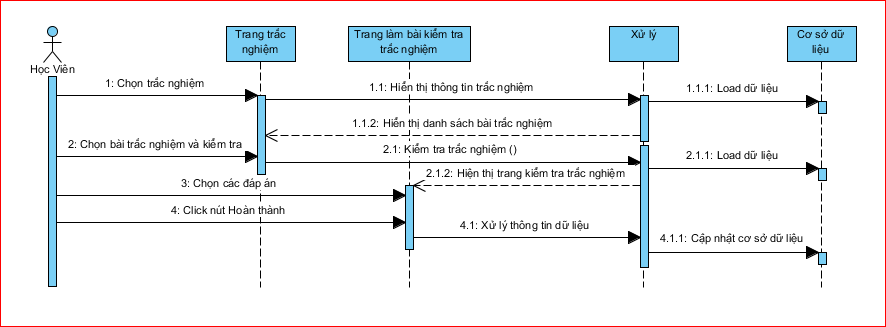 Học Viên
Trang trắc
nghiệm
Trang làm bài kiểm tra
trắc nghiệm
Xử lý
Cơ sở dữ
liệu
1: Chọn trắc nghiệm
1.1: Hiển thị thông tin trắc nghiệm
1.1.1: Load dữ liệu
1.1.2: Hiển thị danh sách bài trắc nghiệm
2: Chọn bài trắc nghiệm và kiểm tra
2.1: Kiểm tra trắc nghiệm ()
2.1.1: Load dữ liệu
2.1.2: Hiện thị trang kiểm tra trắc nghiệm
3: Chọn các đáp án
4: Click nút Hoàn thành
4.1: Xử lý thông tin dữ liệu
4.1.1: Cập nhật cơ sở dữ liệu